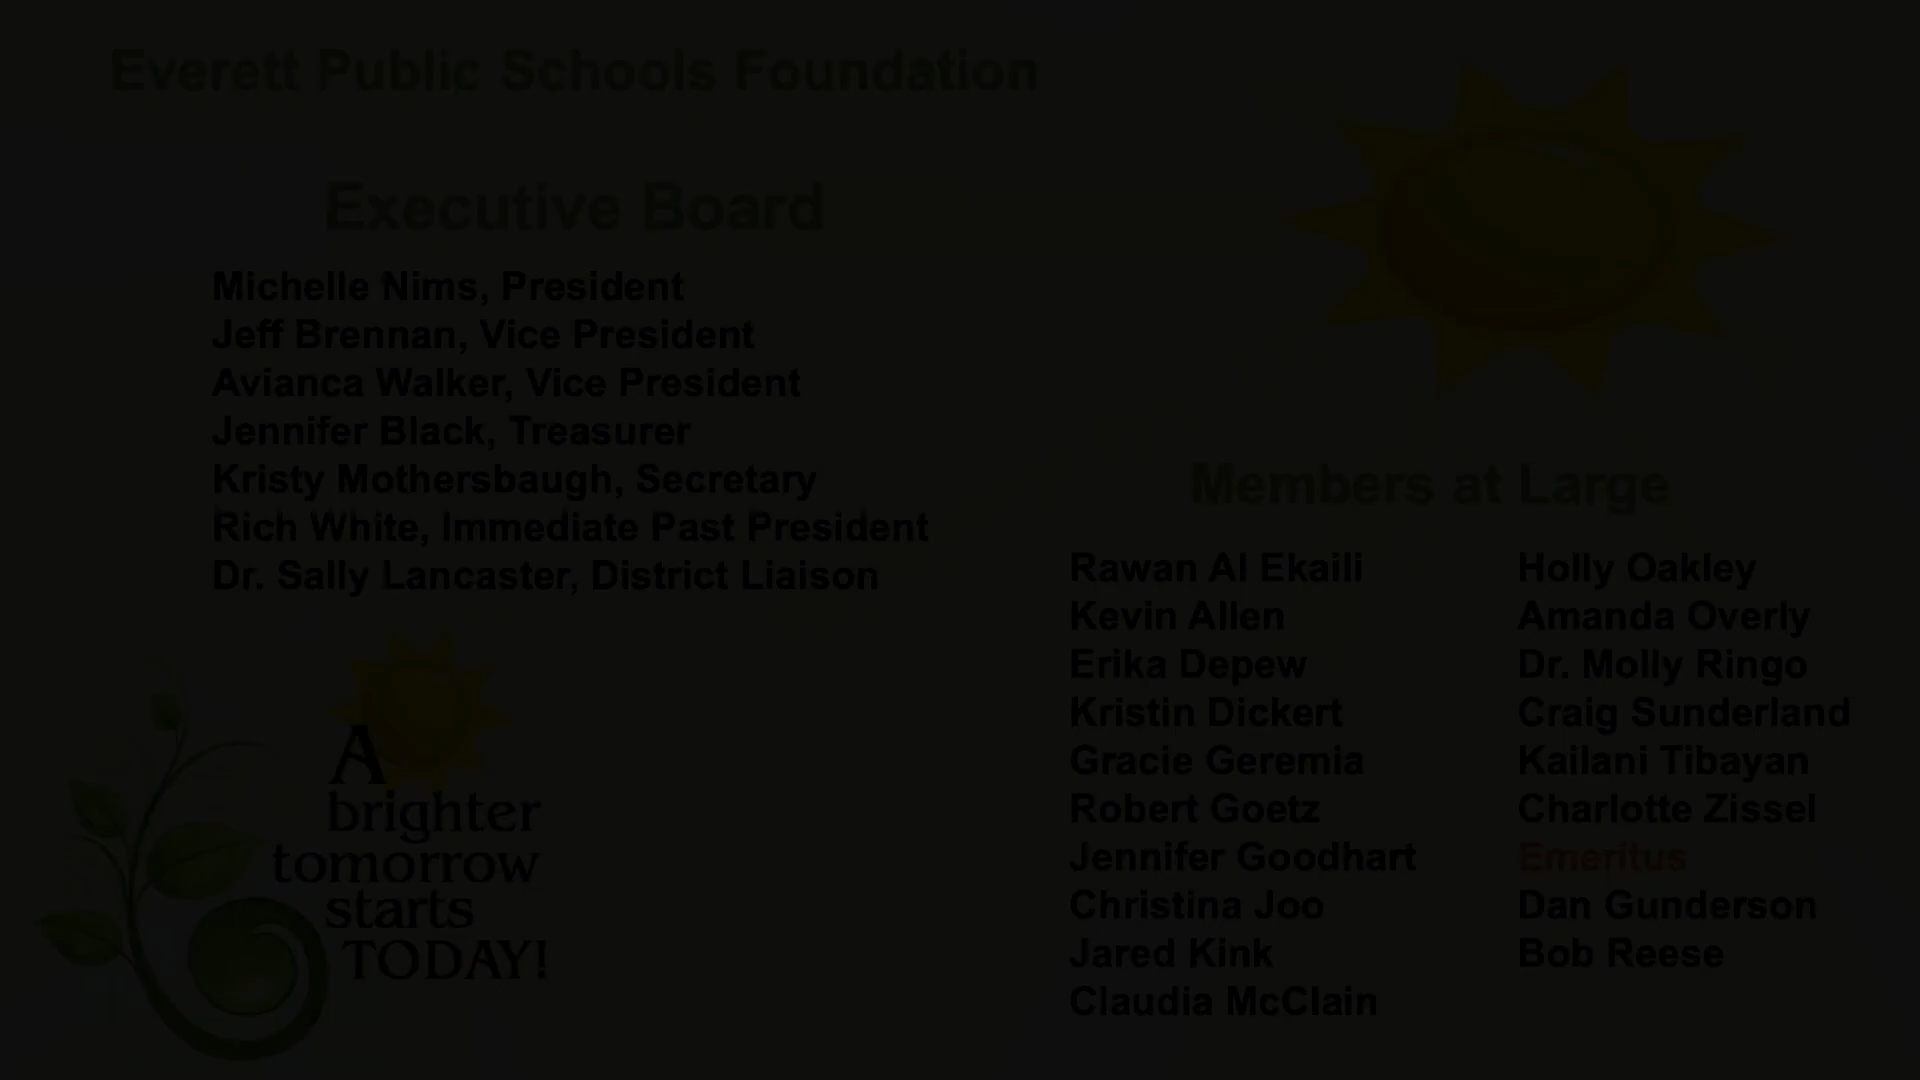 Everett Public Schools Foundation
Executive Board
Michelle Nims, President
Jeff Brennan, Vice President
Avianca Walker, Vice President
Jennifer Black, Treasurer
Kristy Mothersbaugh, Secretary
Rich White, Immediate Past President
Dr. Sally Lancaster, District Liaison
A
brighter
tomorrow
starts
TODAY!
Members at Large
Rawan Al Ekaili
Kevin Allen
Erika Depew
Kristin Dickert
Gracie Geremia
Robert Goetz
Jennifer Goodhart
Christina Joo
Jared Kink
Claudia McClain
Holly Oakley
Amanda Overly
Dr. Molly Ringo
Craig Sunderland
Kailani Tibayan
Charlotte Zissel
Emeritus
Dan Gunderson
Bob Reese